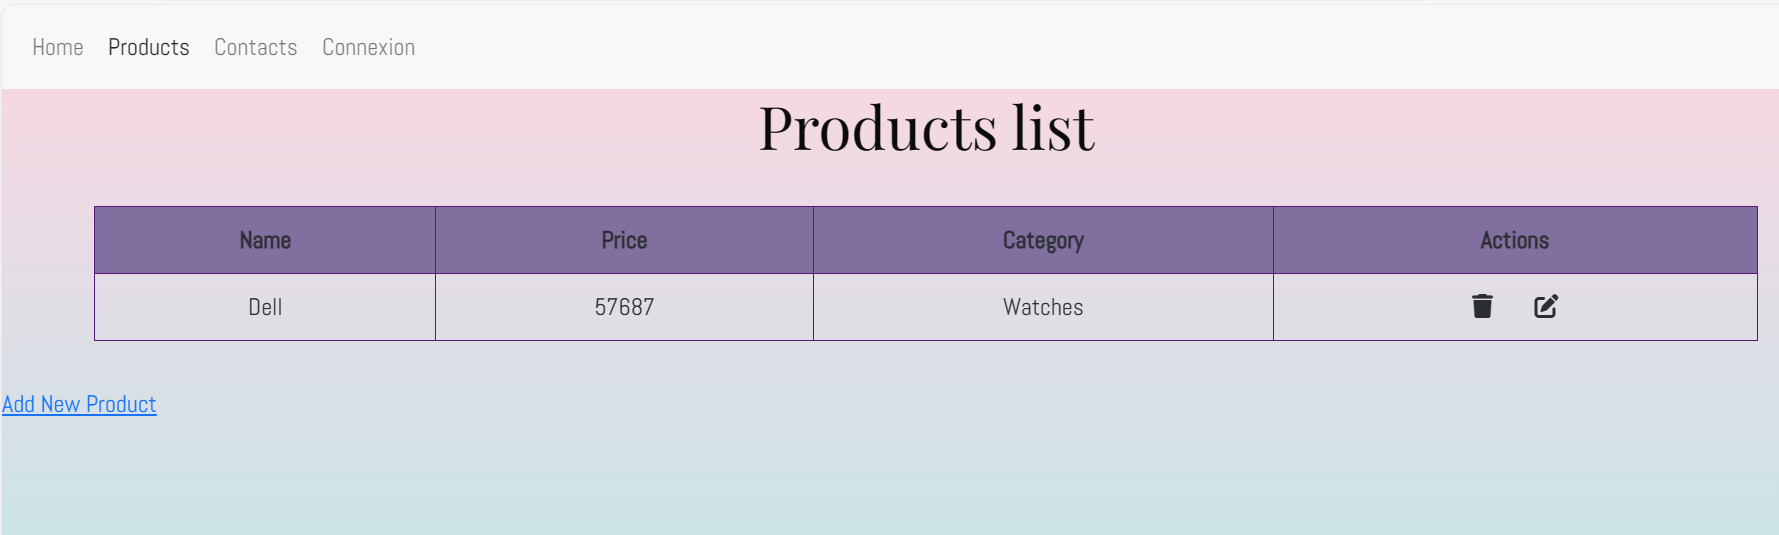 Home Products Contacts Connexion
Products list
Name Price Category Actions
Dell 57687 Watches
Add New Product